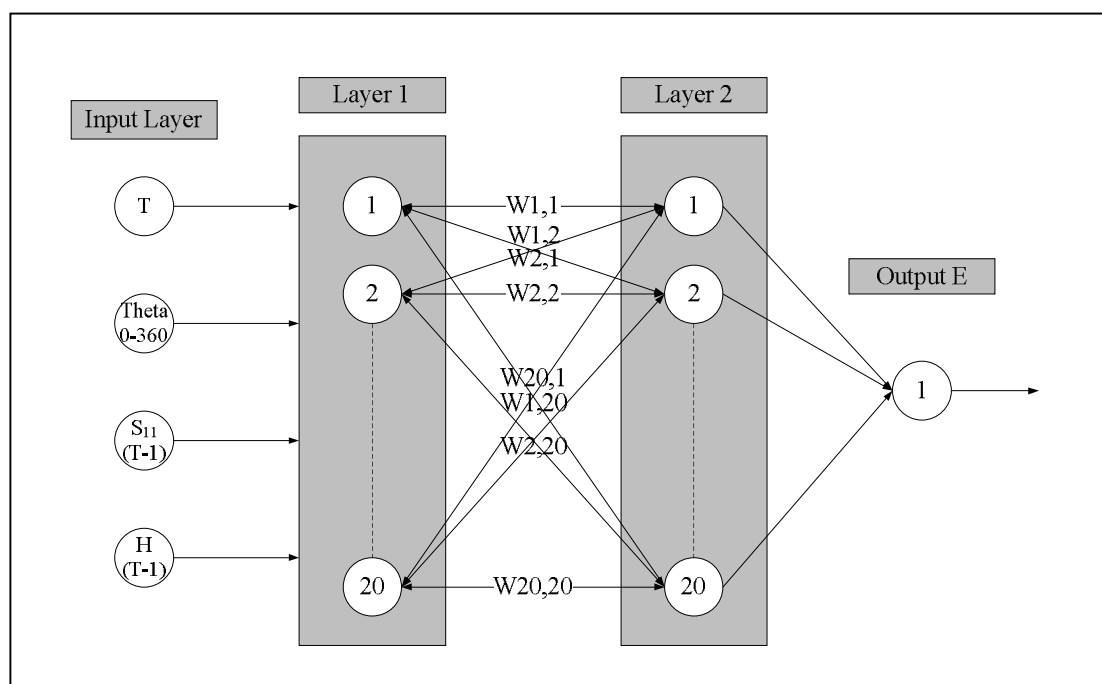 Layer 1
Layer 2
Input Layer
T
1
W1,1
1
W1,2
W2,1
Output E
2
W2,2
2
Theta
0-360
W20,1
1
W1,20
S11
(T-1)
W2,20
H
(T-1)
20
W20,20
20